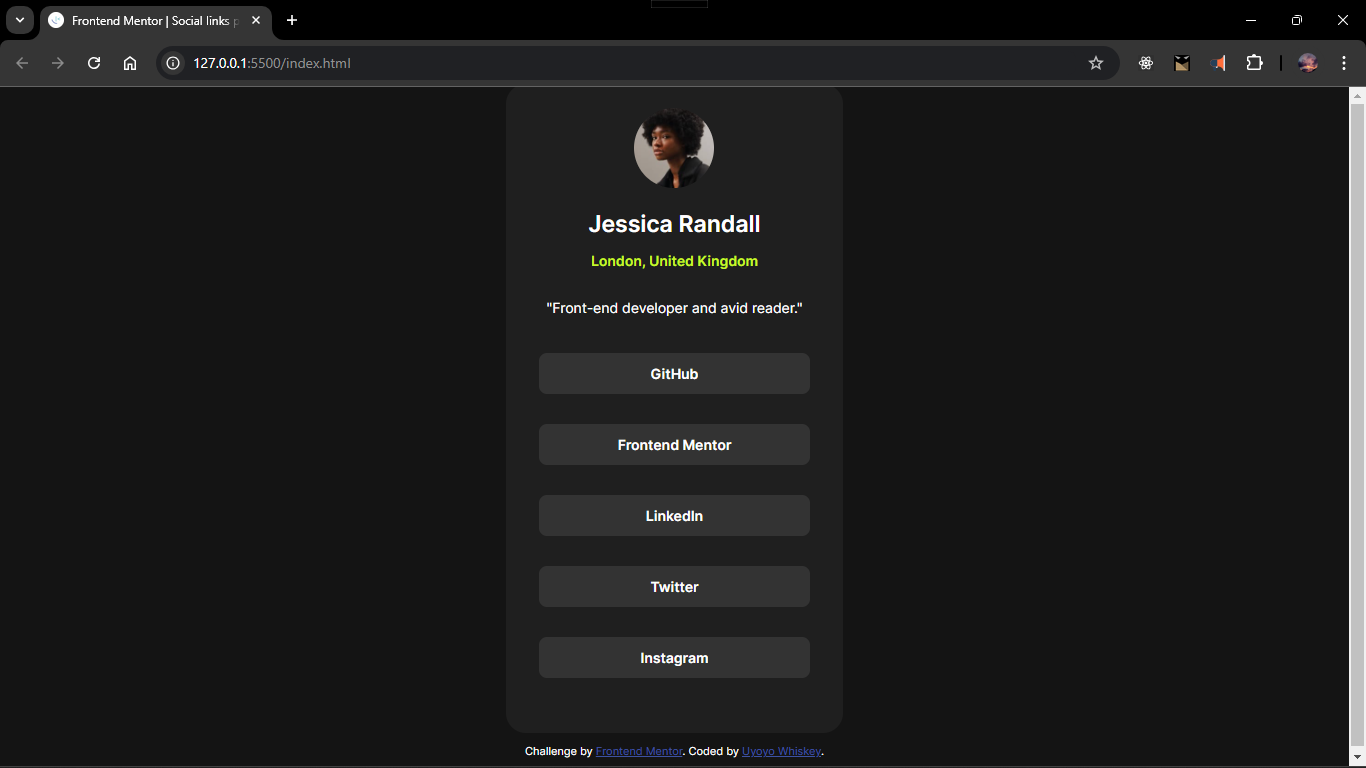 Frontend Mentor | Social links
127.0.0.1:5500/index.html
Jessica Randall
London, United Kingdom
"Front-end developer and avid reader."
GitHub
Frontend Mentor
LinkedIn
Twitter
Instagram
Challenge by Frontend Mentor. Coded by Uyoyo Whiskey.